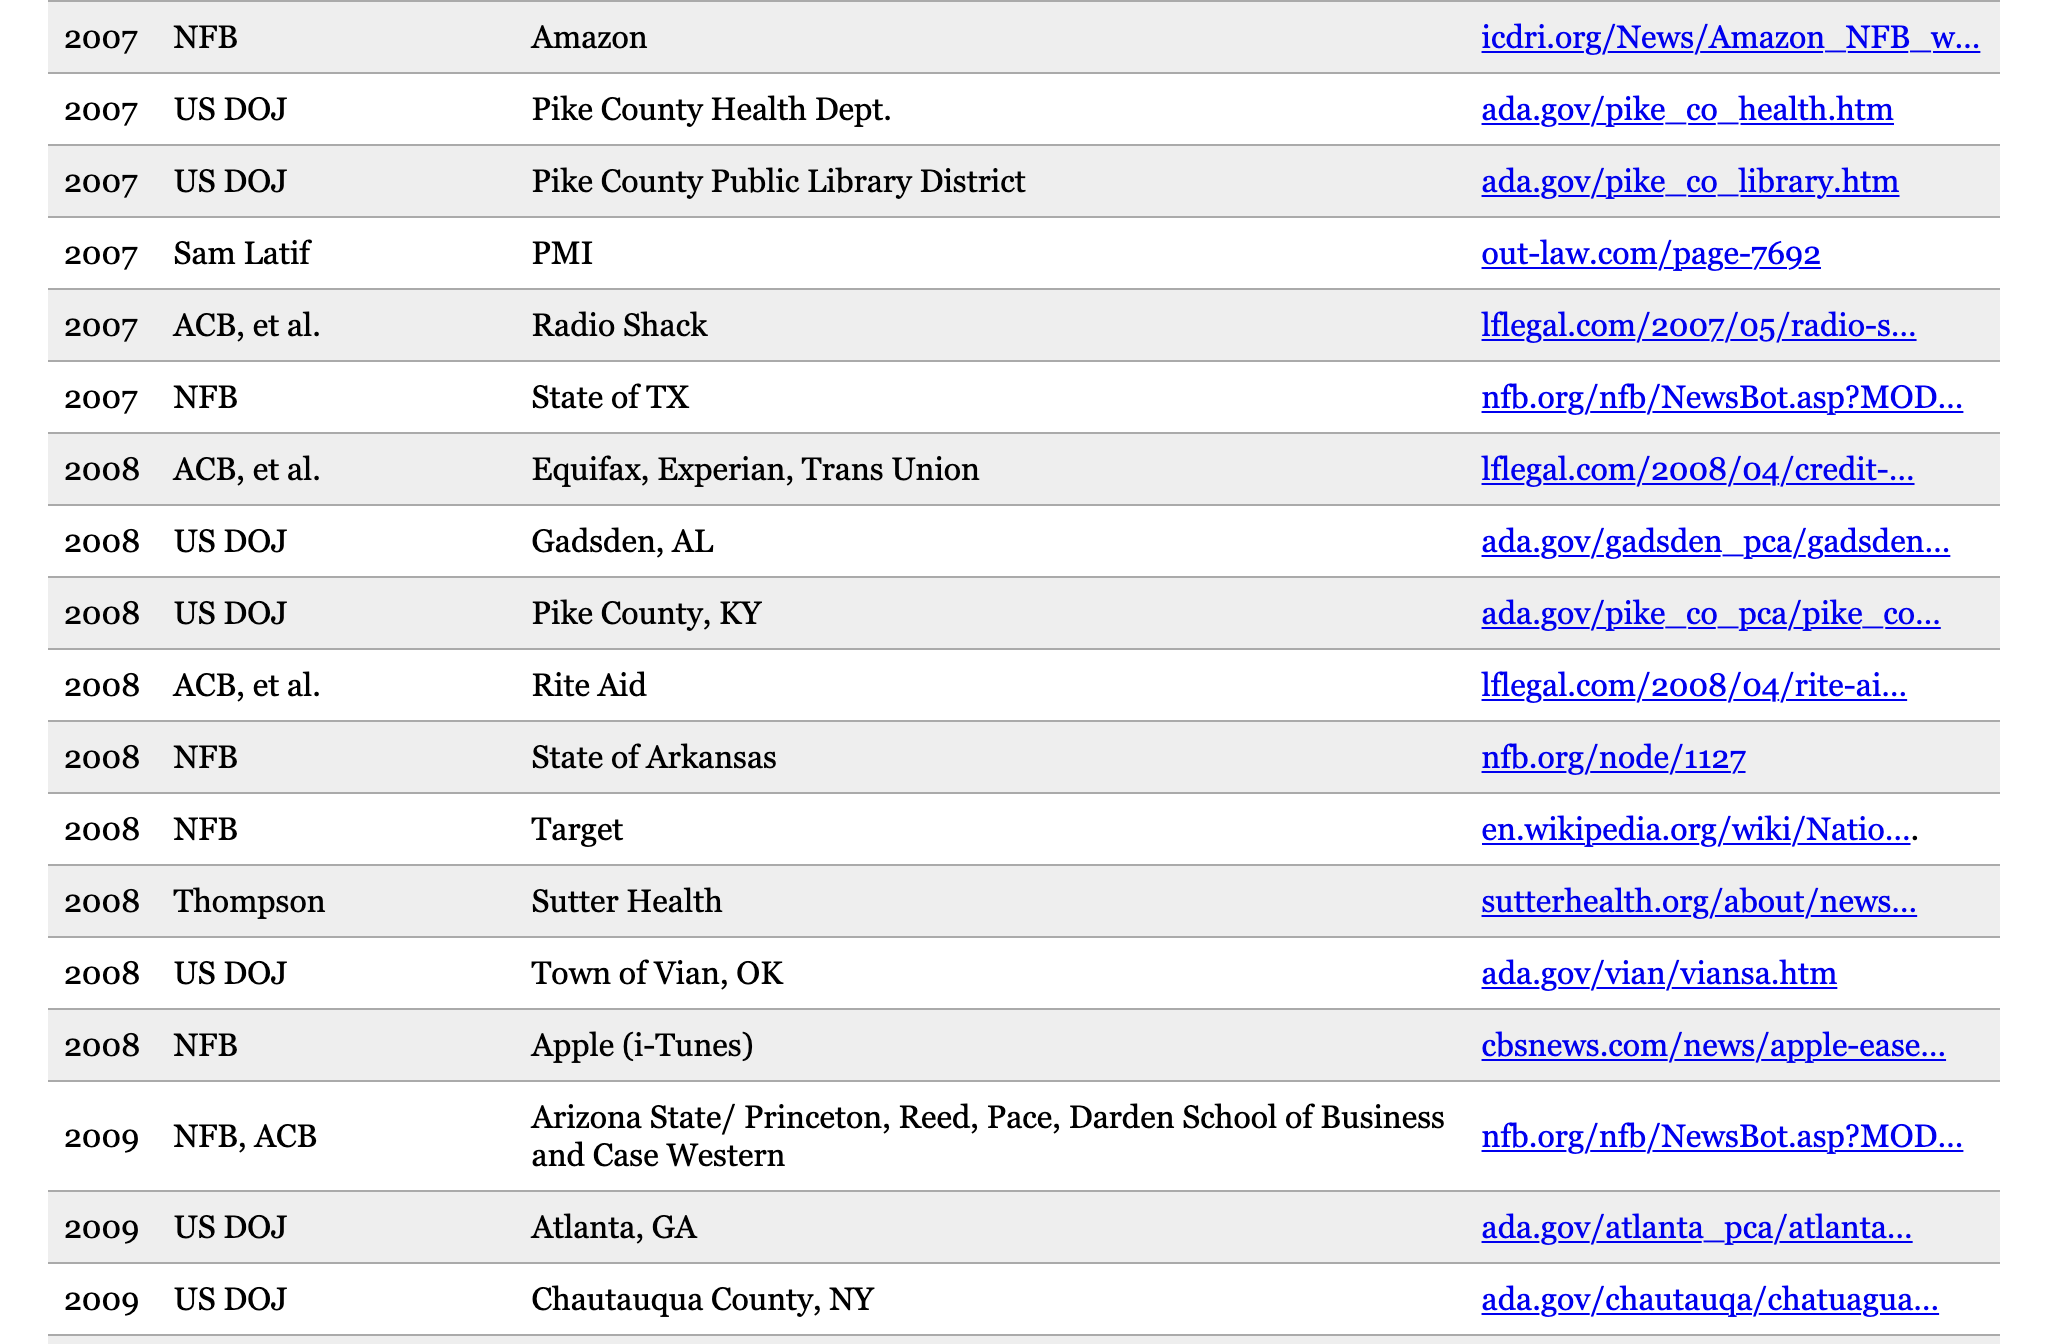 2007 NFB Amazon icdri.org/News/Amazon_NFB_w...
2007 US DOJ Pike County Health Dept. ada.gov/pike_co_health.htm
2007 US DOJ Pike County Public Library District ada.gov/pike_co_library.htm
2007 Sam Latif PMI out-law.com/page-7692
2007 ACB, et al. Radio Shack lflegal.com/2007/05/radio-s...
2007 NFB State of TX nfb.org/nfb/NewsBot.asp?MOD...
2008 ACB, et al. Equifax, Experian, Trans Union lflegal.com/2008/04/credit-...
2008 US DOJ Gadsden, AL ada.gov/gadsden_pca/gadsden...
2008 US DOJ Pike County, KY ada.gov/pike_co_pca/pike_co...
2008 ACB, et al. Rite Aid lflegal.com/2008/04/rite-ai...
2008 NFB State of Arkansas nfb.org/node/1127
2008 NFB Target en.wikipedia.org/wiki/Natio....
2008 Thompson Sutter Health sutterhealth.org/about/news...
2008 US DOJ Town of Vian, OK ada.gov/vian/viansa.htm
2008 NFB Apple (i-Tunes) cbsnews.com/news/apple-ease...
2009 NFB, ACB Arizona State/ Princeton, Reed, Pace, Darden School of Business
and Case Western nfb.org/nfb/NewsBot.asp?MOD...
2009 US DOJ Atlanta, GA ada.gov/atlanta_pca/atlanta...
2009 US DOJ Chautauqua County, NY ada.gov/chautauqa/chatuagua...